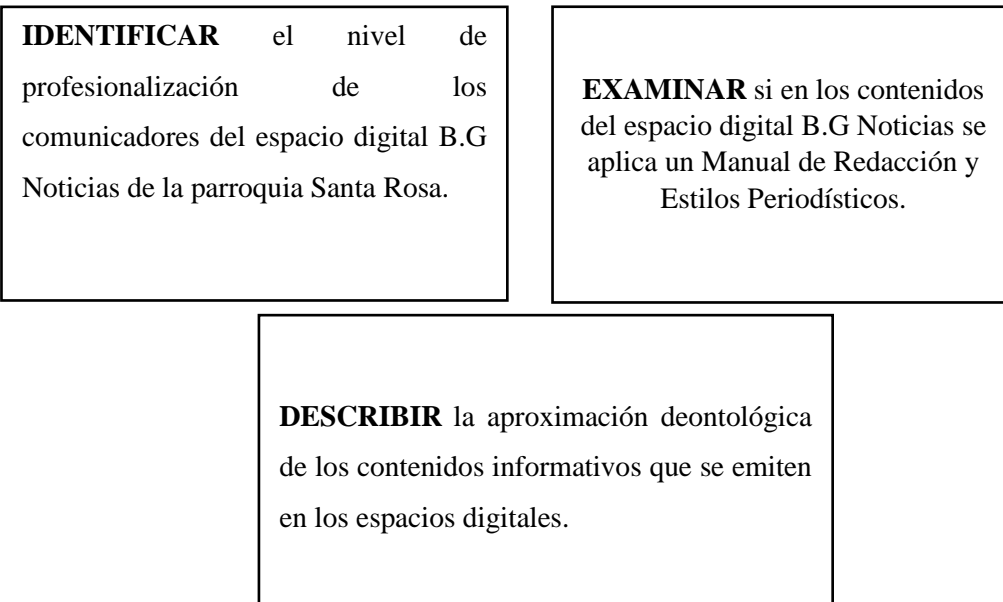 IDENTIFICAR el nivel de
profesionalización de los
comunicadores del espacio digital B.G
Noticias de la parroquia Santa Rosa.
EXAMINAR si en los contenidos
del espacio digital B.G Noticias se
aplica un Manual de Redacción y
Estilos Periodísticos.
DESCRIBIR la aproximación deontológica
de los contenidos informativos que se emiten
en los espacios digitales.